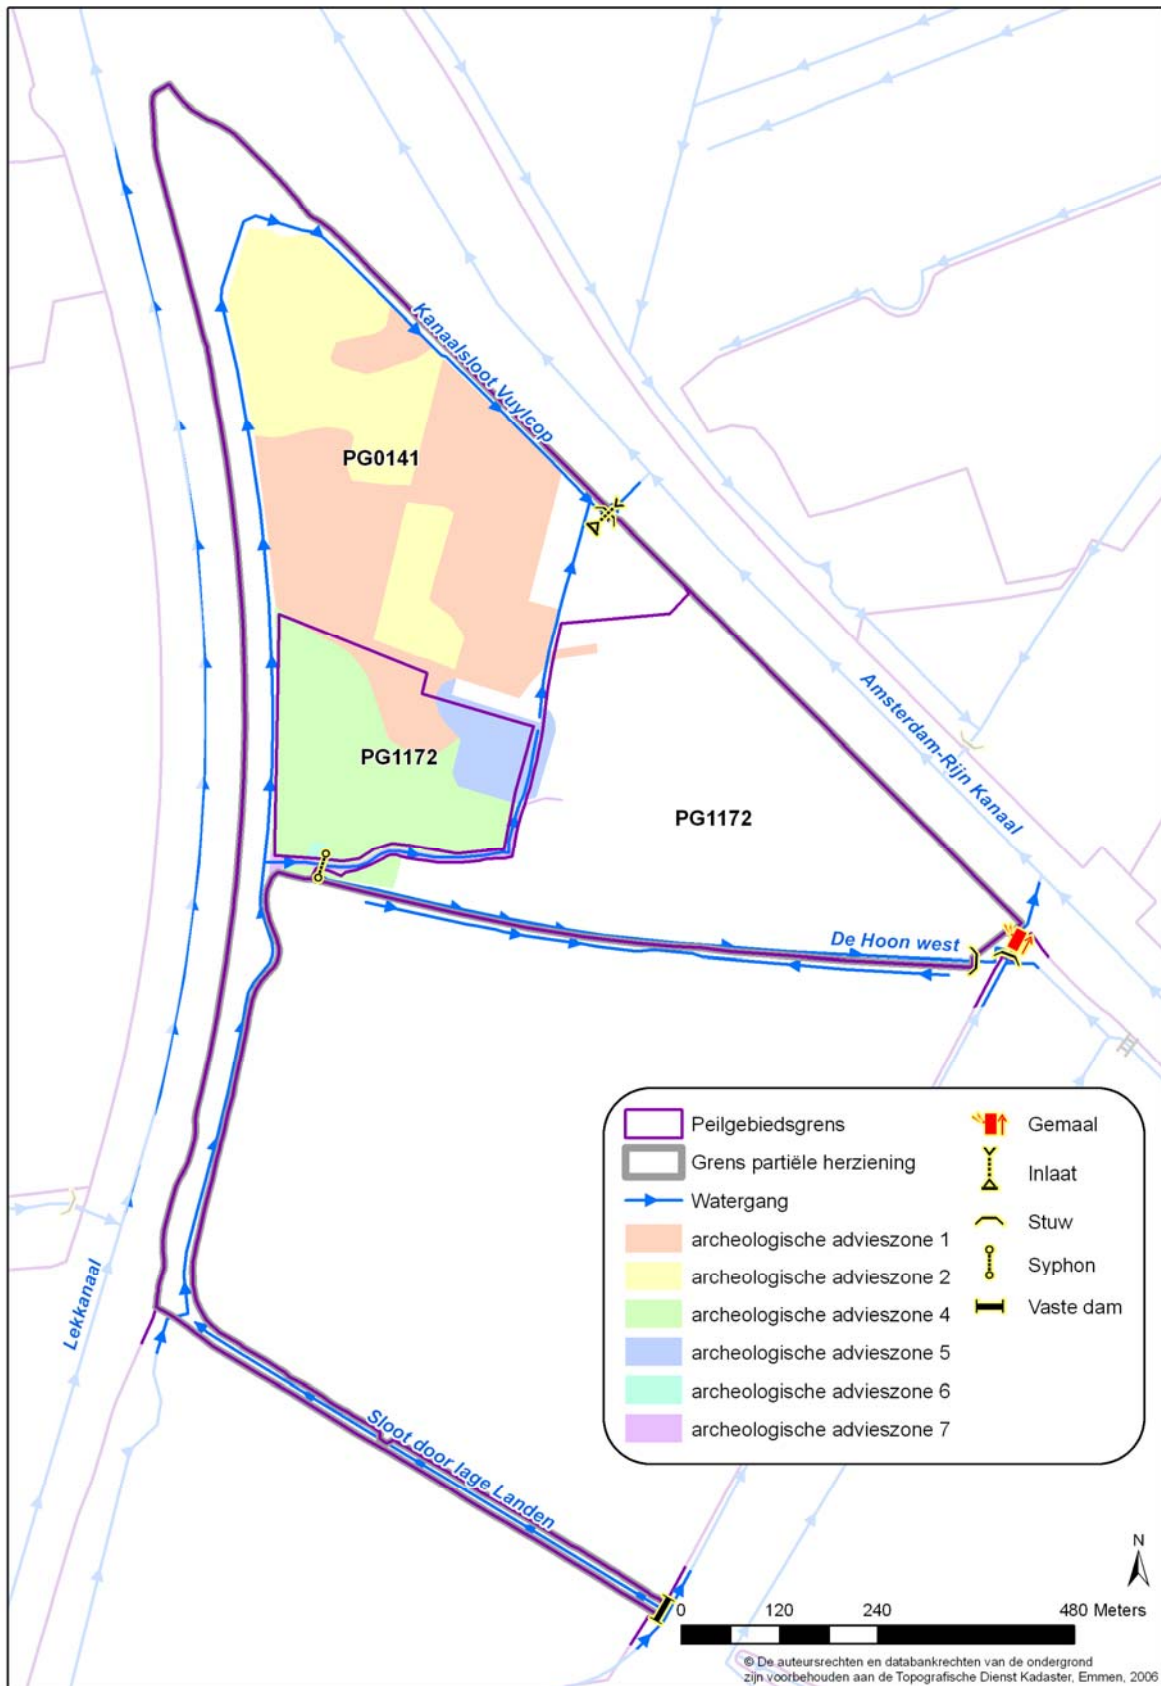 Kanaalsloot Vuylcop
PG0141
Amsterdam-Rijn Kanaal
PG1172
PG1172
De Hoon west
Lekkanaal
Sloot door lage Landen
Peilgebiedsgrens
Grens partiële herziening
Watergang
archeologische advieszone 1
archeologische advieszone 2
archeologische advieszone 4
archeologische advieszone 5
archeologische advieszone 6
archeologische advieszone 7
Gemaal
Inlaat
Stuw
Syphon
Vaste dam
N
0 120 240 480 Meters
© De auteursrechten en databankrechten van de ondergrond
zijn voorbehouden aan de Topografische Dienst Kadaster, Emmen, 2006